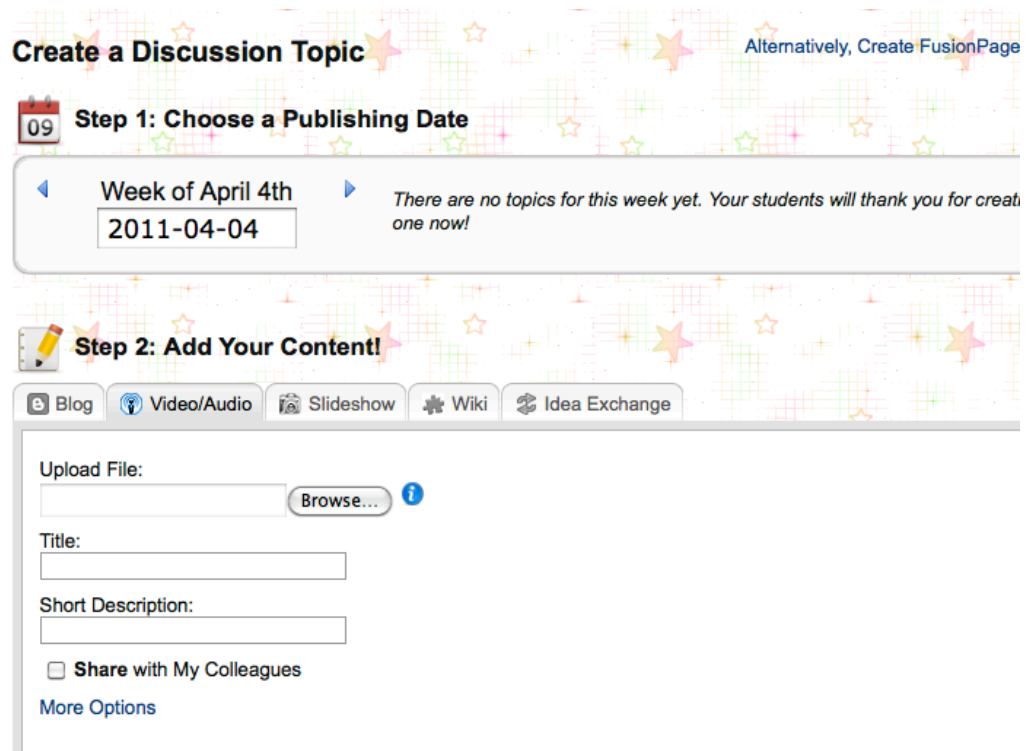 Create a Discussion Topic
Alternatively, Create FusionPage
09
Step 1: Choose a Publishing Date
Week of April 4th
2011-04-04
There are no topics for this week yet. Your students will thank you for creati
one now!
Step 2: Add Your Content!
Blog Video/Audio Slideshow Wiki Idea Exchange
Upload File:
Browse...
Title:
Short Description:
Share with My Colleagues
More Options